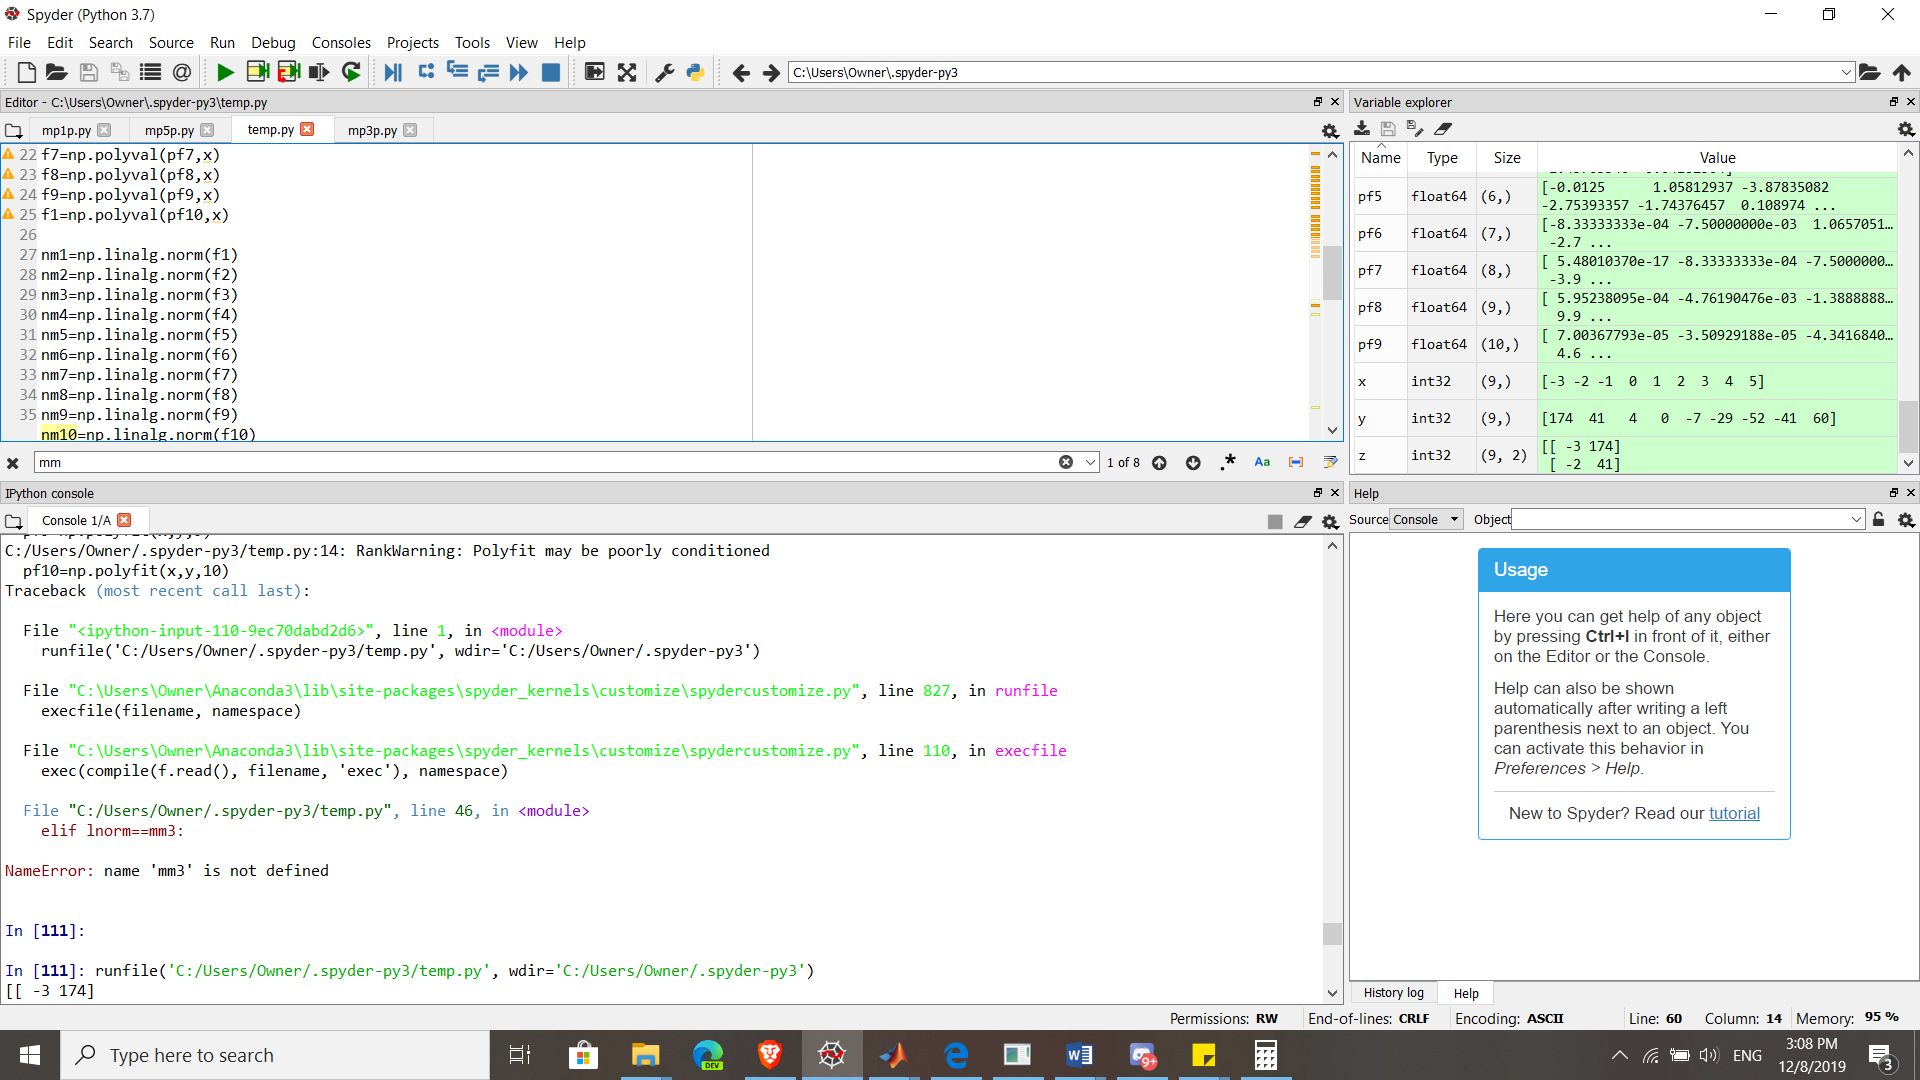 Spyder (Python 3.7)
File Edit Search Source Run Debug Consoles Projects Tools View Help
C:\Users\Owner\.spyder-py3
Editor - C:\Users\Owner\.spyder-py3\temp.py
mp1p.py mp5p.py temp.py mp3p.py
22 f7=np.polyval(pf7,x)
23 f8=np.polyval(pf8,x)
24 f9=np.polyval(pf9,x)
25 f1=np.polyval(pf10,x)
26
27 nm1=np.linalg.norm(f1)
28 nm2=np.linalg.norm(f2)
29 nm3=np.linalg.norm(f3)
30 nm4=np.linalg.norm(f4)
31 nm5=np.linalg.norm(f5)
32 nm6=np.linalg.norm(f6)
33 nm7=np.linalg.norm(f7)
34 nm8=np.linalg.norm(f8)
35 nm9=np.linalg.norm(f9)
nm10=np.linalg.norm(f10)
mm 1 of 8 .* Aa
IPython console
Console 1/A
C:/Users/Owner/.spyder-py3/temp.py:14: RankWarning: Polyfit may be poorly conditioned
pf10=np.polyfit(x,y,10)
Traceback (most recent call last):
File "<ipython-input-110-9ec70dabd2d6>", line 1, in <module>
runfile('C:/Users/Owner/.spyder-py3/temp.py', wdir='C:/Users/Owner/.spyder-py3')
File "C:\Users\Owner\Anaconda3\lib\site-packages\spyder_kernels\customize\spydercustomize.py", line 827, in runfile
execfile(filename, namespace)
File "C:\Users\Owner\Anaconda3\lib\site-packages\spyder_kernels\customize\spydercustomize.py", line 110, in execfile
exec(compile(f.read(), filename, 'exec'), namespace)
File "C:/Users/Owner/.spyder-py3/temp.py", line 46, in <module>
elif lnorm==mm3:
NameError: name 'mm3' is not defined
In [111]:
In [111]: runfile('C:/Users/Owner/.spyder-py3/temp.py', wdir='C:/Users/Owner/.spyder-py3')
[[ -3 174]
Variable explorer
Name Type Size Value
pf5 float64 (6,) [-0.0125 1.05812937 -3.87835082
-2.75393357 -1.74376457 0.108974 ...
pf6 float64 (7,) [-8.33333333e-04 -7.50000000e-03 1.0657051...
-2.7 ...
pf7 float64 (8,) [ 5.48010370e-17 -8.33333333e-04 -7.5000000...
-3.9 ...
pf8 float64 (9,) [ 5.95238095e-04 -4.76190476e-03 -1.3888888...
9.9 ...
pf9 float64 (10,) [ 7.00367793e-05 -3.50929188e-05 -4.3416840...
4.6 ...
x int32 (9,) [-3 -2 -1 0 1 2 3 4 5]
y int32 (9,) [174 41 4 0 -7 -29 -52 -41 60]
z int32 (9, 2) [[ -3 174]
[ -2 41]
Help
Source Console Object
Usage
Here you can get help of any object
by pressing Ctrl+I in front of it, either
on the Editor or the Console.
Help can also be shown
automatically after writing a left
parenthesis next to an object. You
can activate this behavior in
Preferences > Help.
New to Spyder? Read our tutorial
History log Help
Permissions: RW End-of-lines: CRLF Encoding: ASCII Line: 60 Column: 14 Memory: 95 %
Type here to search
DEV
9+
ENG
3:08 PM
12/8/2019
3